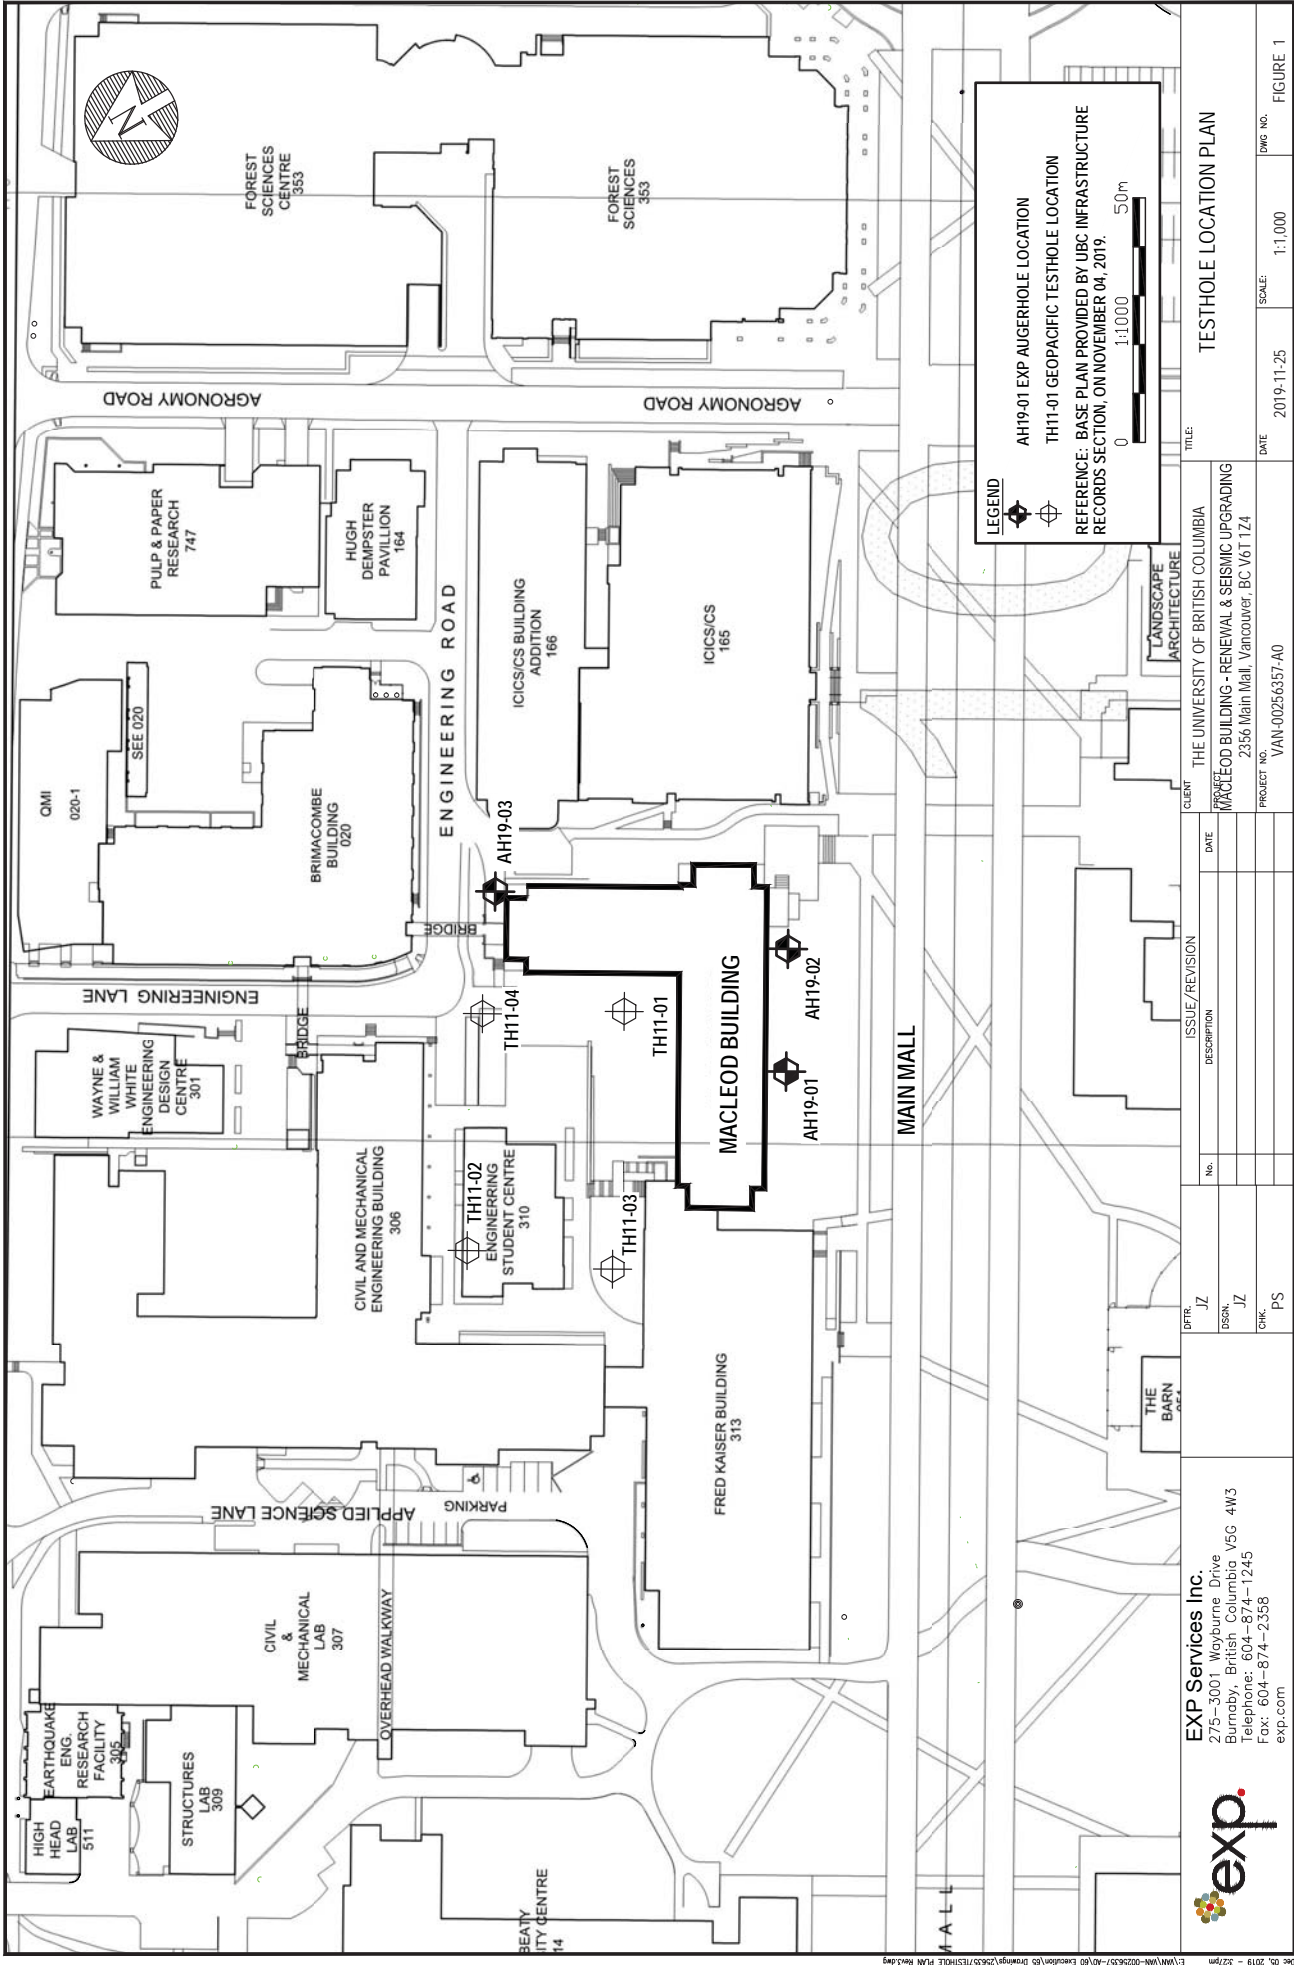 FOREST
SCIENCES
CENTRE
353
FOREST
SCIENCES
353
AGRONOMY ROAD
AGRONOMY ROAD
PULP & PAPER
RESEARCH
747
HUGH
DEMPSTER
PAVILLION
164
ENGINEERING ROAD
ICICS/CS BUILDING
ADDITION
166
ICICS/CS
165
QMI
020-1
SEE 020
BRIMACOMBE
BUILDING
020
AH19-03
BRIDGE
ENGINEERING LANE
BRIDGE
WAYNE &
WILLIAM
WHITE
ENGINEERING
DESIGN
CENTRE
301
TH11-04
TH11-01
MACLEOD BUILDING
AH19-02
AH19-01
MAIN MALL
CIVIL AND MECHANICAL
ENGINEERING BUILDING
306
TH11-02
ENGINERRING
STUDENT CENTRE
310
TH11-03
FRED KAISER BUILDING
313
APPLIED SCIENCE LANE
PARKING
CIVIL
&
MECHANICAL
LAB
307
OVERHEAD WALKWAY
EARTHQUAKE
ENG.
RESEARCH
FACILITY
305
HIGH
HEAD
LAB
511
STRUCTURES
LAB
309
BEATY
ITY CENTRE
14
M A L L
LANDSCAPE
ARCHITECTURE
THE
BARN
LEGEND
AH19-01 EXP AUGERHOLE LOCATION
TH11-01 GEOPACIFIC TESTHOLE LOCATION
REFERENCE: BASE PLAN PROVIDED BY UBC INFRASTRUCTURE
RECORDS SECTION, ON NOVEMBER 04, 2019.
0 1:1000 50m
exp.
EXP Services Inc.
275-3001 Wayburne Drive
Burnaby, British Columbia V5G 4W3
Telephone: 604-874-1245
Fax: 604-874-2358
exp.com
DFTR. JZ
DSGN. JZ
CHK. PS
ISSUE/REVISION
No. DESCRIPTION DATE
CLIENT
THE UNIVERSITY OF BRITISH COLUMBIA
PROJECT
MACLEOD BUILDING - RENEWAL & SEISMIC UPGRADING
2356 Main Mall, Vancouver, BC V6T 1Z4
PROJECT NO.
VAN-00256357-A0
TITLE:
TESTHOLE LOCATION PLAN
DATE 2019-11-25
SCALE: 1:1,000
DWG NO. FIGURE 1
Dec 05, 2019 - 3:27pm